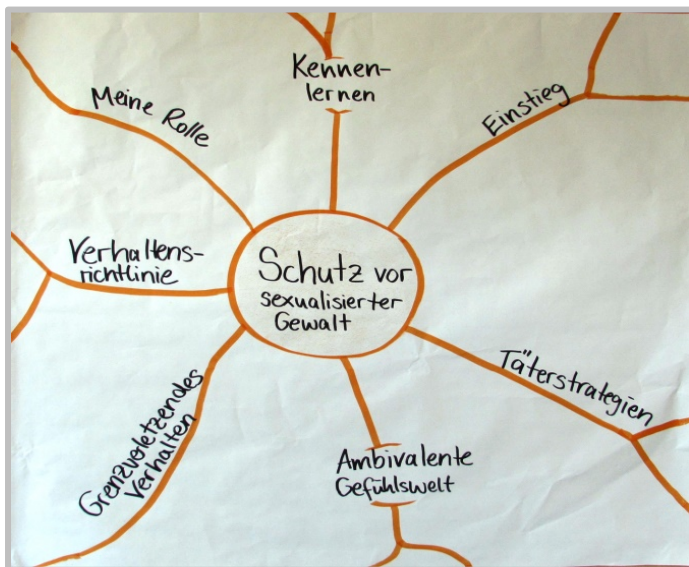 Kennen-
lernen
Einstieg
Meine Rolle
Verhaltens-
richtlinie
Schutz vor
sexualisierter
Gewalt
Täterstrategien
Grenzverletzendes
Verhalten
Ambivalente
Gefühlswelt